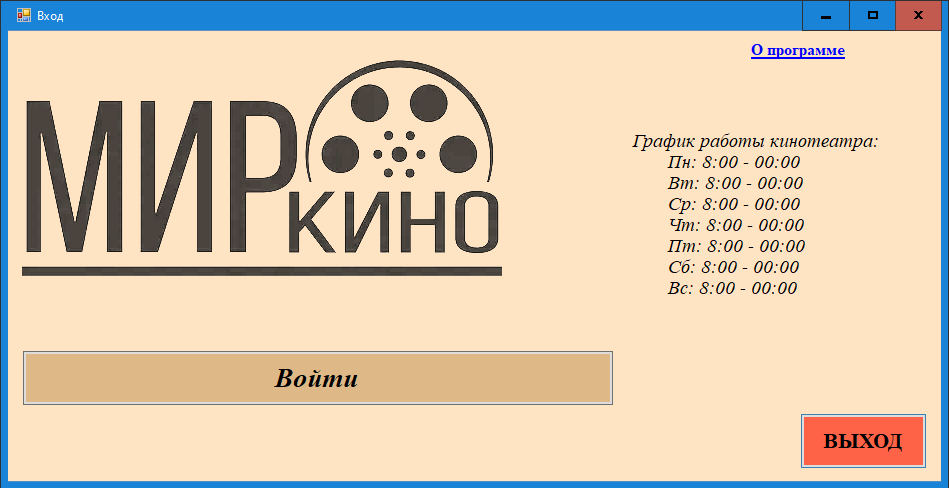 Вход
О программе
МИР
КИНО
График работы кинотеатра:
Пн: 8:00 - 00:00
Вт: 8:00 - 00:00
Ср: 8:00 - 00:00
Чт: 8:00 - 00:00
Пт: 8:00 - 00:00
Сб: 8:00 - 00:00
Вс: 8:00 - 00:00
Войти
ВЫХОД